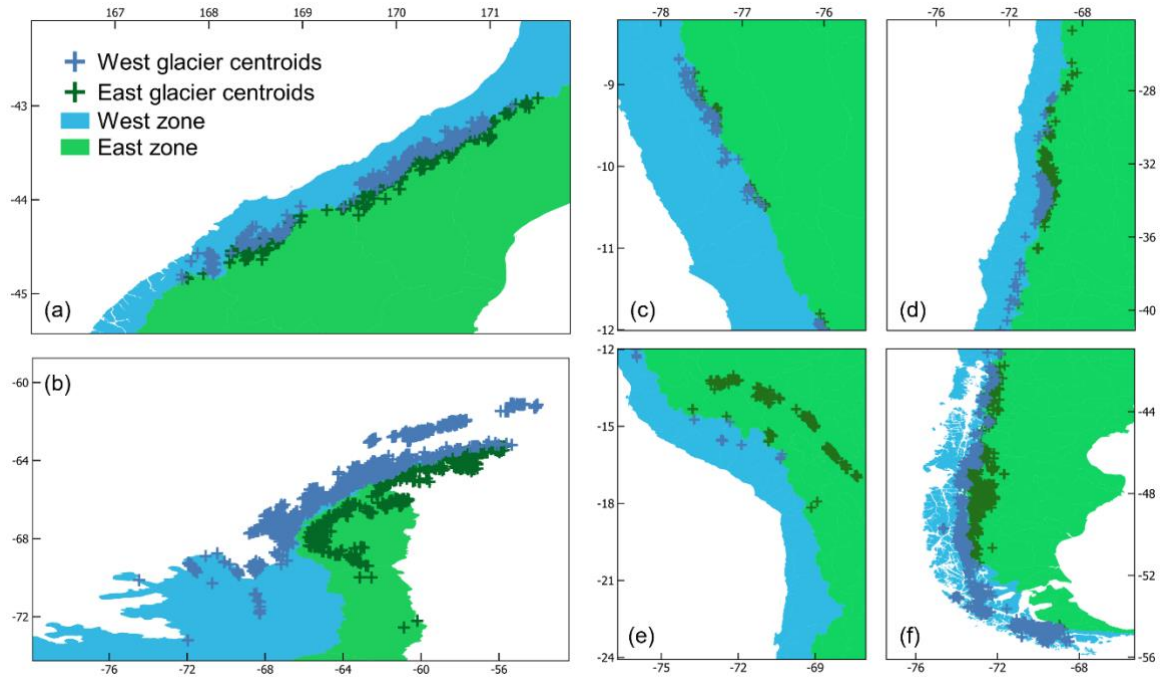 167 168 169 170 171
-43
-44
-45
West glacier centroids
East glacier centroids
West zone
East zone
(a)
-78 -77 -76
-9
-10
-11
-12
(c)
-72 -70 -68
-28
-32
-36
-40
(d)
-60
-64
-68
-72
(b)
-76 -72 -68 -64 -60 -56
-12
-15
-18
-21
-24
(e)
-75 -72 -69
-44
-48
-52
-56
(f)
-76 -72 -68